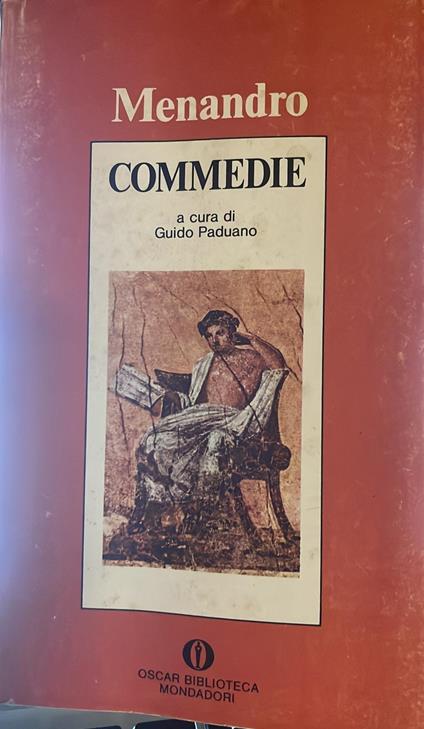 Menandro
COMMEDIE
a cura di
Guido Paduano
OSCAR BIBLIOTECA
MONDADORI